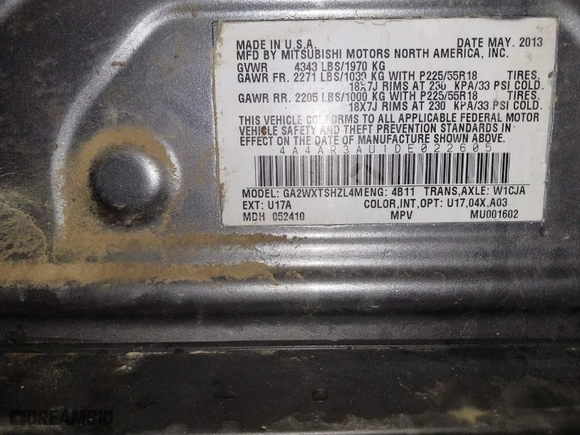 MADE IN U.S.A. DATE MAY. 2013
MFD BY MITSUBISHI MOTORS NORTH AMERICA, INC.
GVWR 4343 LBS/1970 KG
GAWR FR. 2271 LBS/1030 KG WITH P225/55R18 TIRES.
18X7J RIMS AT 230 KPA/33 PSI COLD.
GAWR RR. 2205 LBS/1000 KG WITH P225/55R18 TIRES.
18X7J RIMS AT 230 KPA/33 PSI COLD.
THIS VEHICLE CONFORMS TO ALL APPLICABLE FEDERAL MOTOR
VEHICLE SAFETY AND THEFT PREVENTION STANDARDS IN
EFFECT ON THE DATE OF MANUFACTURE SHOWN ABOVE.
4A4AR3AU1DE022605
MODEL: GA2WXTSHZL4M ENG: 4B11 TRANS,AXLE: W1CJA
EXT: U17A COLOR,INT,OPT: U17,04X,A03
MDH 052410 MPV MU001602
DREAMBID